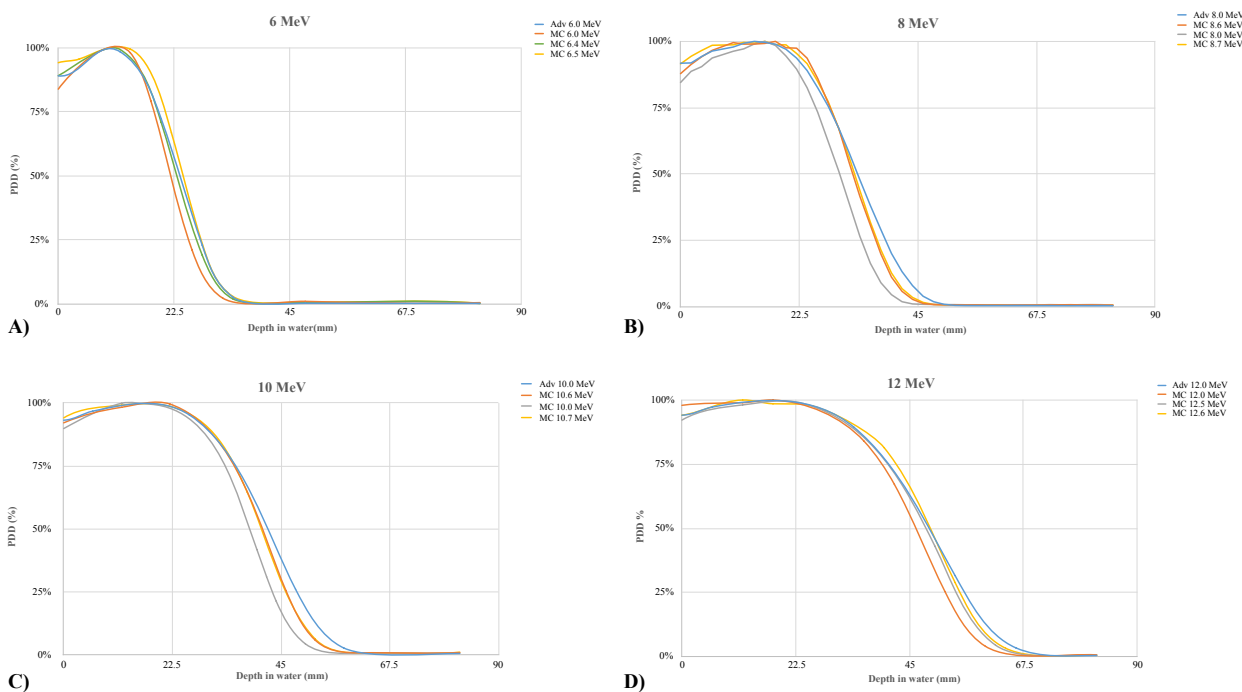 6 MeV
Adv 6.0 MeV
MC 6.0 MeV
MC 6.4 MeV
MC 6.5 MeV
PDD (%)
100%
75%
50%
25%
0%
0
22.5
45
67.5
90
Depth in water(mm)
A)
8 MeV
Adv 8.0 MeV
MC 8.6 MeV
MC 8.0 MeV
MC 8.7 MeV
PDD (%)
100%
75%
50%
25%
0%
0
22.5
45
67.5
90
Depth in water (mm)
B)
10 MeV
Adv 10.0 MeV
MC 10.6 MeV
MC 10.0 MeV
MC 10.7 MeV
PDD (%)
100%
75%
50%
25%
0%
0
22.5
45
67.5
90
Depth in water (mm)
C)
12 MeV
Adv 12.0 MeV
MC 12.0 MeV
MC 12.5 MeV
MC 12.6 MeV
PDD %
100%
75%
50%
25%
0%
0
22.5
45
67.5
90
Depth in water (mm)
D)